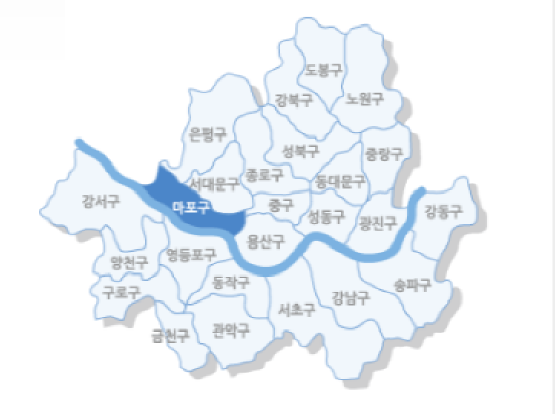 도봉구
강북구
노원구
은평구
성북구
중랑구
종로구
서대문구
동대문구
강서구
마포구
중구
성동구
광진구
강동구
용산구
양천구
영등포구
동작구
구로구
송파구
강남구
서초구
금천구
관악구